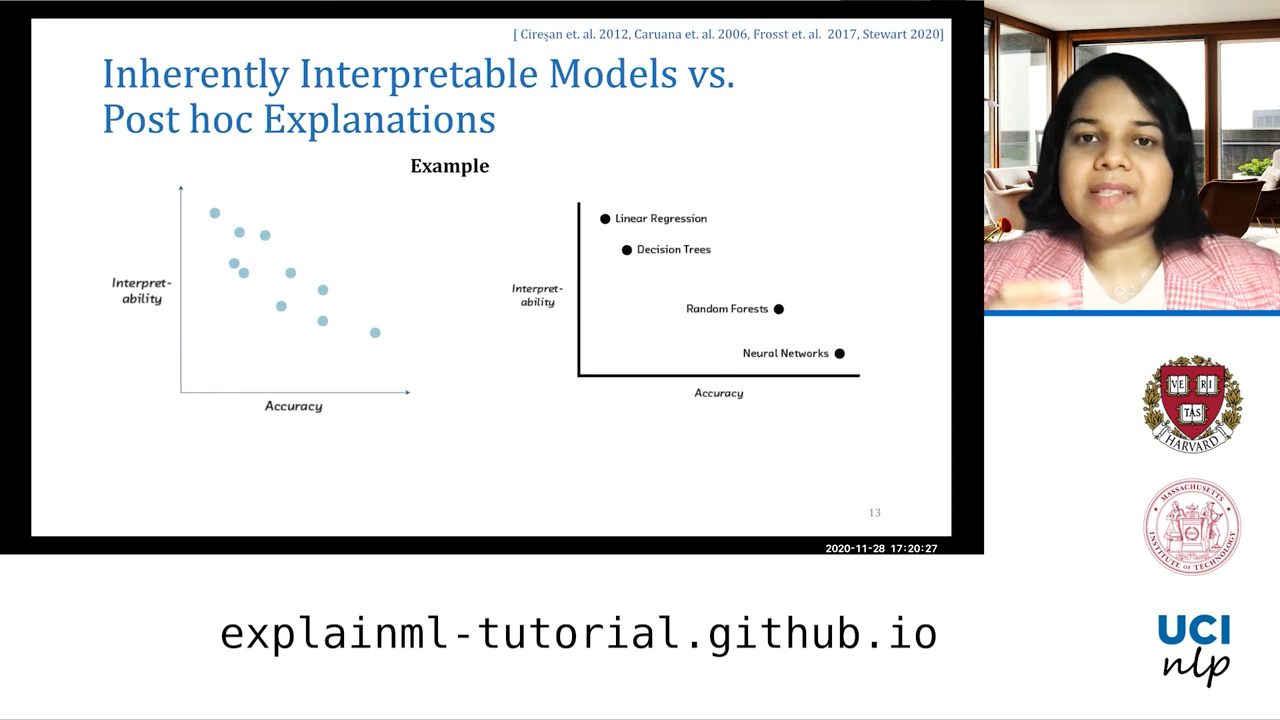 [ Cireşan et. al. 2012, Caruana et. al. 2006, Frosst et. al. 2017, Stewart 2020]
Inherently Interpretable Models vs.
Post hoc Explanations
Example
Interpret-
ability
Accuracy
Linear Regression
Decision Trees
Interpret-
ability
Random Forests
Neural Networks
Accuracy
13
2020-11-28 17:20:27
explainml-tutorial.github.io
VE RI
TAS
HARVARD
MASSACHUSETTS
INSTITUTE OF TECHNOLOGY
UCI
nlp